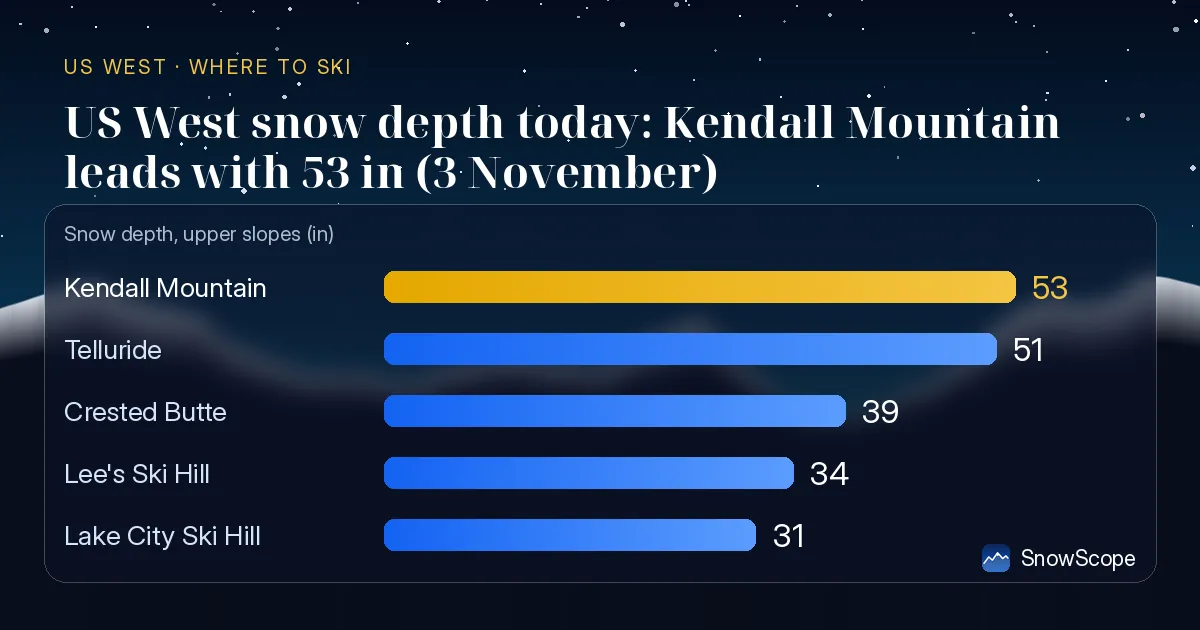 US WEST · WHERE TO SKI
US West snow depth today: Kendall Mountain
leads with 53 in (3 November)
Snow depth, upper slopes (in)
Kendall Mountain 53
Telluride 51
Crested Butte 39
Lee's Ski Hill 34
Lake City Ski Hill 31
SnowScope